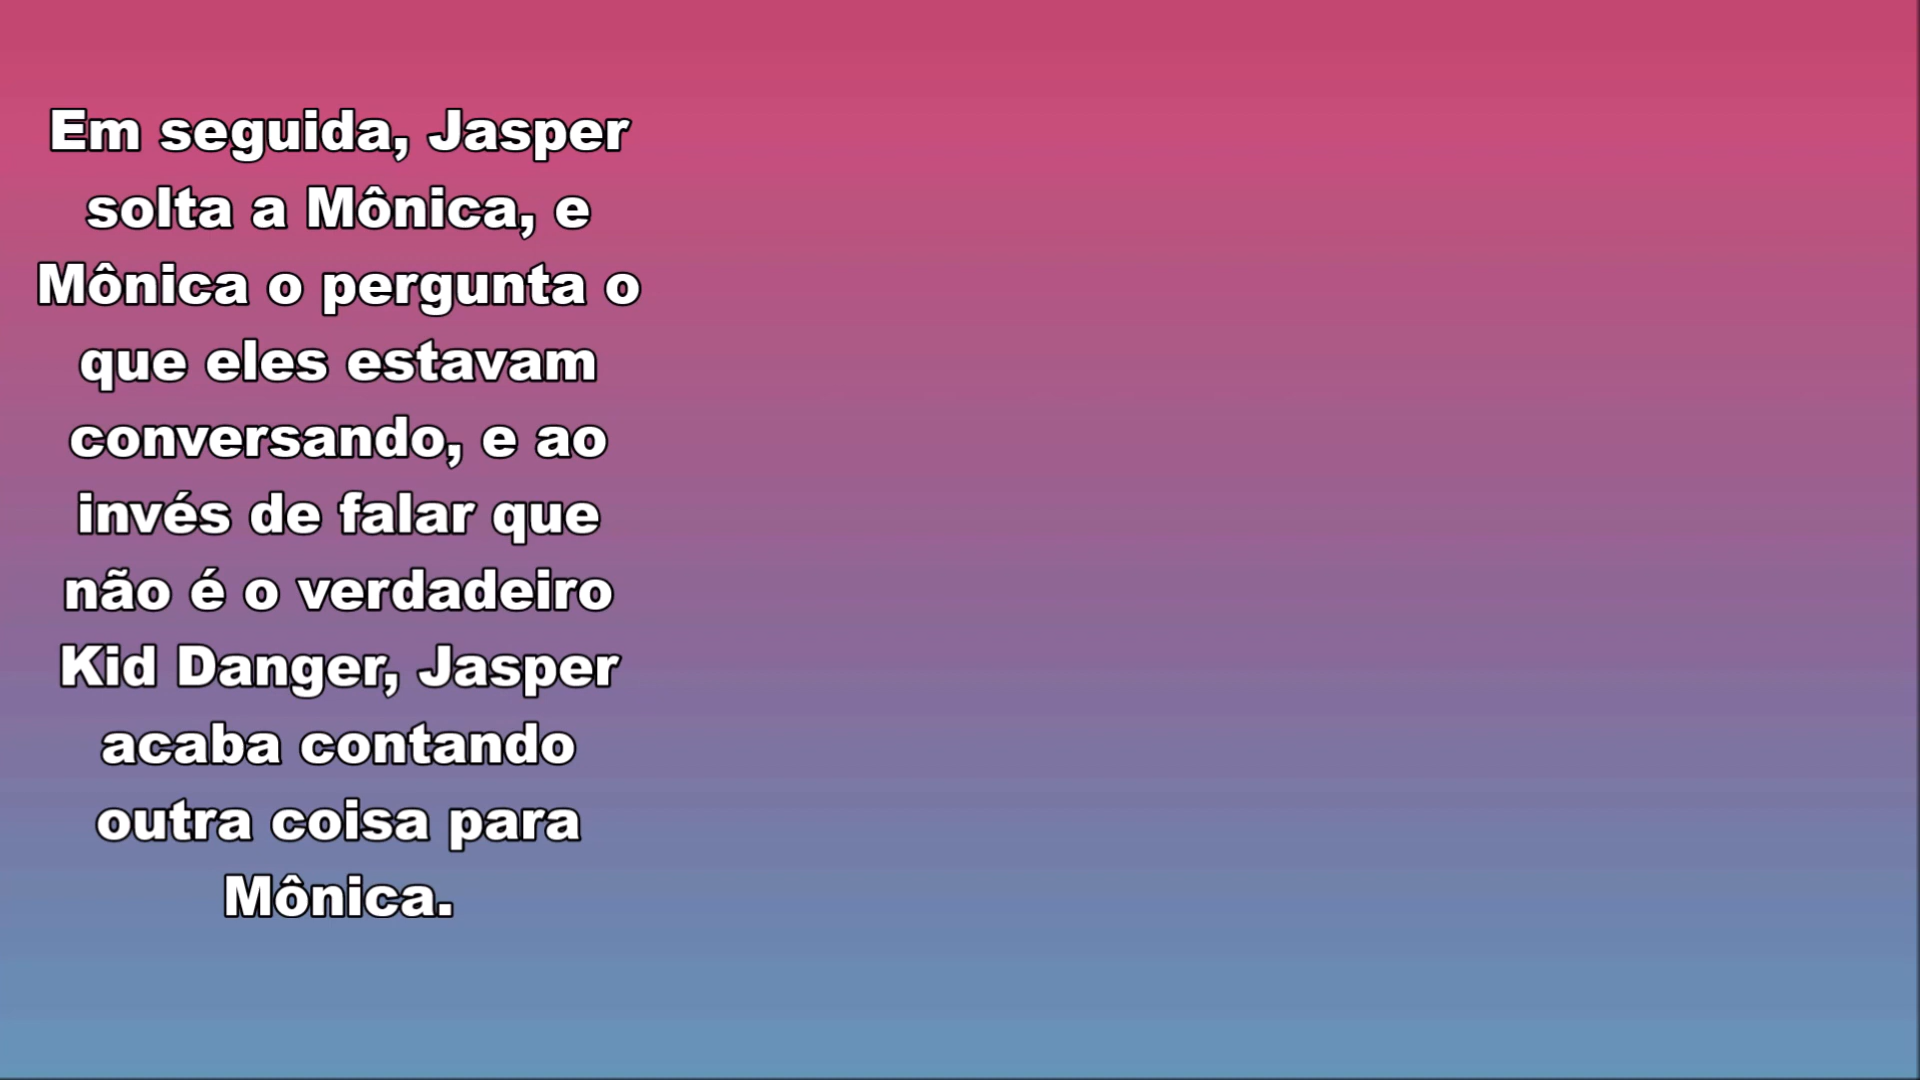 Em seguida, Jasper
solta a Mônica, e
Mônica o pergunta o
que eles estavam
conversando, e ao
invés de falar que
não é o verdadeiro
Kid Danger, Jasper
acaba contando
outra coisa para
Mônica.